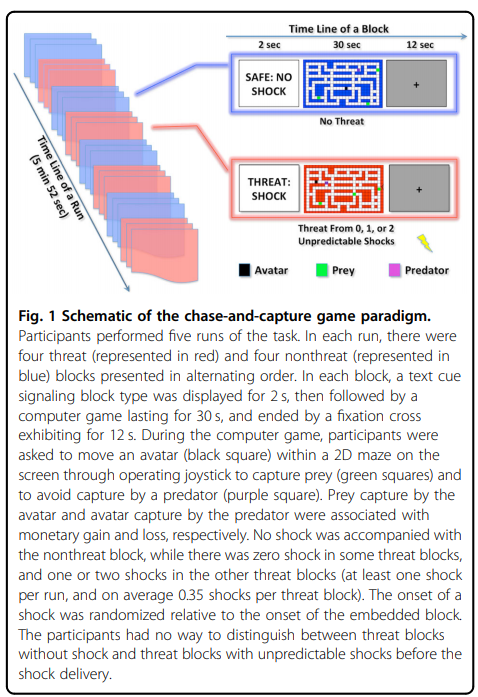 Time Line of a Block
2 sec 30 sec 12 sec
SAFE: NO
SHOCK
+
No Threat
Time Line of a Run
(5 min 52 sec)
THREAT:
SHOCK
+
Threat From 0, 1, or 2
Unpredictable Shocks
Avatar Prey Predator
Fig. 1 Schematic of the chase-and-capture game paradigm.
Participants performed five runs of the task. In each run, there were
four threat (represented in red) and four nonthreat (represented in
blue) blocks presented in alternating order. In each block, a text cue
signaling block type was displayed for 2 s, then followed by a
computer game lasting for 30 s, and ended by a fixation cross
exhibiting for 12 s. During the computer game, participants were
asked to move an avatar (black square) within a 2D maze on the
screen through operating joystick to capture prey (green squares) and
to avoid capture by a predator (purple square). Prey capture by the
avatar and avatar capture by the predator were associated with
monetary gain and loss, respectively. No shock was accompanied with
the nonthreat block, while there was zero shock in some threat blocks,
and one or two shocks in the other threat blocks (at least one shock
per run, and on average 0.35 shocks per threat block). The onset of a
shock was randomized relative to the onset of the embedded block.
The participants had no way to distinguish between threat blocks
without shock and threat blocks with unpredictable shocks before the
shock delivery.